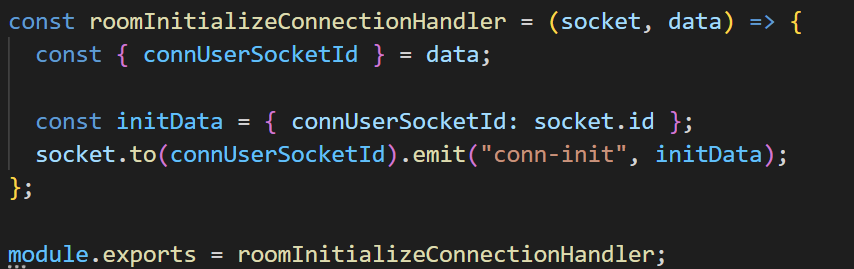 const roomInitializeConnectionHandler = (socket, data) => {
  const { connUserSocketId } = data;

  const initData = { connUserSocketId: socket.id };
  socket.to(connUserSocketId).emit("conn-init", initData);
};

module.exports = roomInitializeConnectionHandler;